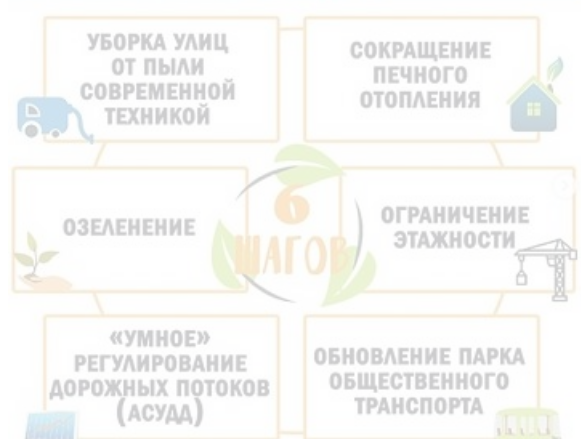 УБОРКА УЛИЦ
ОТ ПЫЛИ
СОВРЕМЕННОЙ
ТЕХНИКОЙ
СОКРАЩЕНИЕ
ПЕЧНОГО
ОТОПЛЕНИЯ
ОЗЕЛЕНЕНИЕ
6
ШАГОВ
ОГРАНИЧЕНИЕ
ЭТАЖНОСТИ
«УМНОЕ»
РЕГУЛИРОВАНИЕ
ДОРОЖНЫХ ПОТОКОВ
(АСУДД)
ОБНОВЛЕНИЕ ПАРКА
ОБЩЕСТВЕННОГО
ТРАНСПОРТА